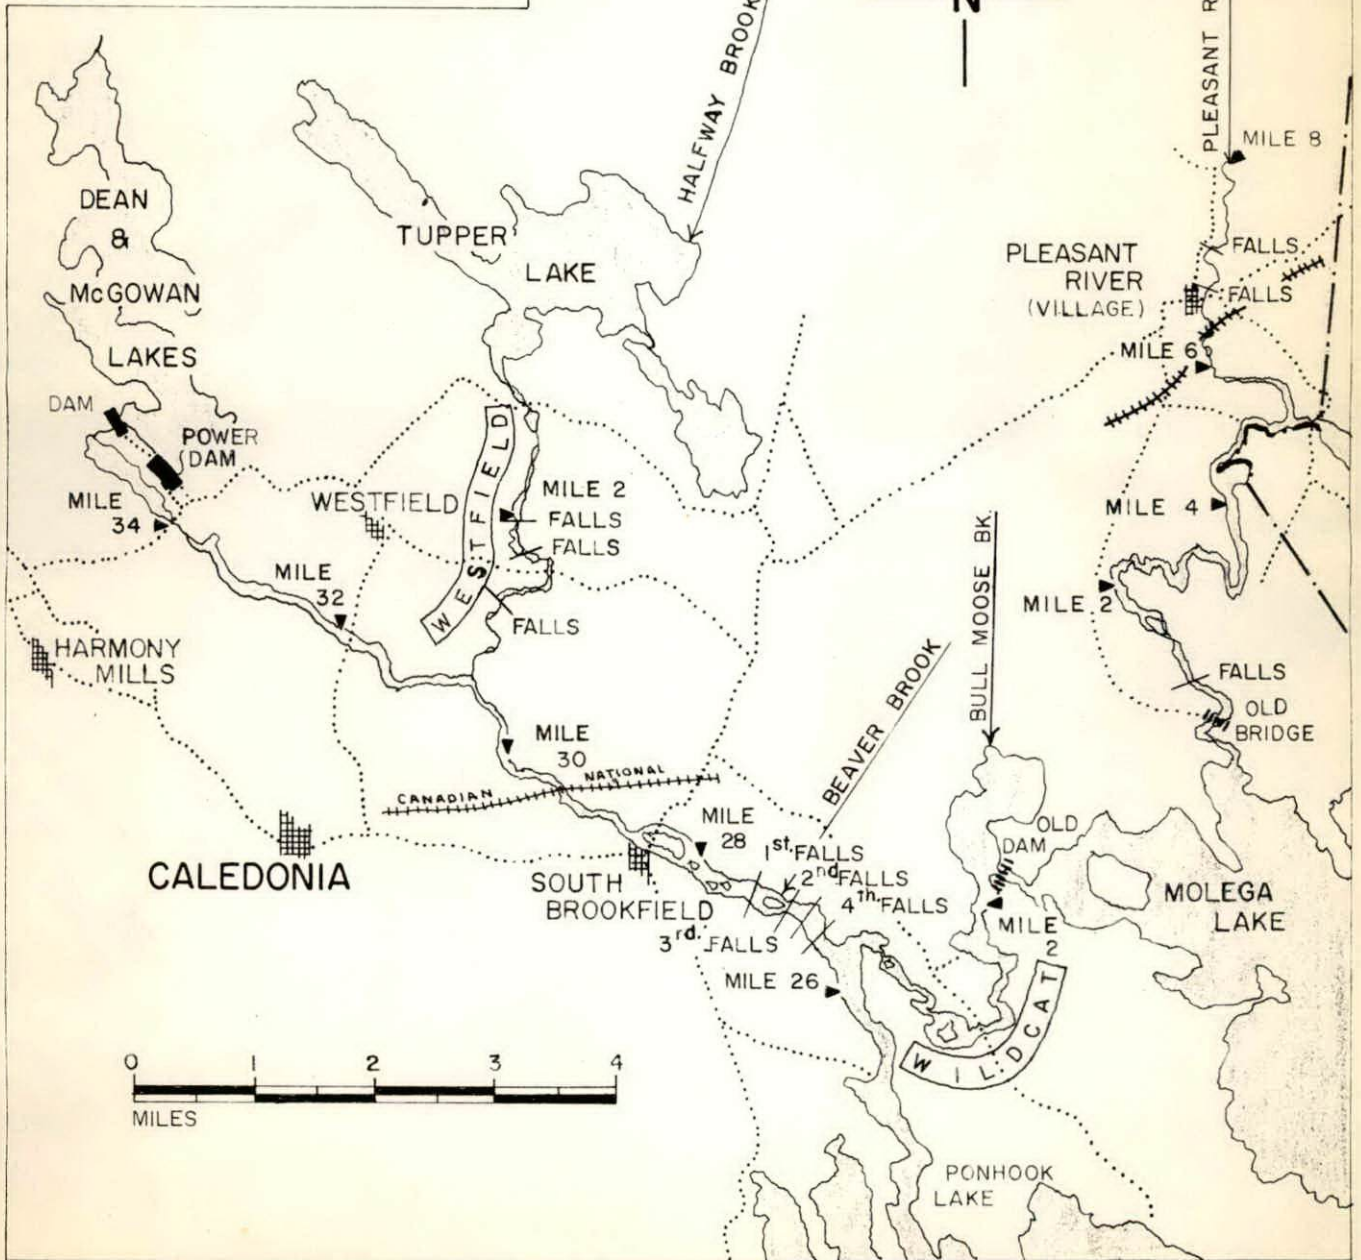 N
HALFWAY BROOK
PLEASANT R
MILE 8
DEAN
&
McGOWAN
LAKES
TUPPER
LAKE
PLEASANT
RIVER
(VILLAGE)
FALLS
FALLS
MILE 6
DAM
POWER
DAM
MILE
34
WESTFIELD
WESTFIELD
MILE 2
FALLS
FALLS
FALLS
MILE 4
MILE 2
MILE
32
HARMONY
MILLS
BULL MOOSE BK.
BEAVER BROOK
FALLS
OLD
BRIDGE
MILE
30
CANADIAN NATIONAL
MILE
28
1st. FALLS
2nd FALLS
4th. FALLS
3rd. FALLS
OLD
DAM
CALEDONIA
SOUTH
BROOKFIELD
MOLEGA
LAKE
MILE
2
MILE 26
WILDCAT
0 1 2 3 4
MILES
PONHOOK
LAKE